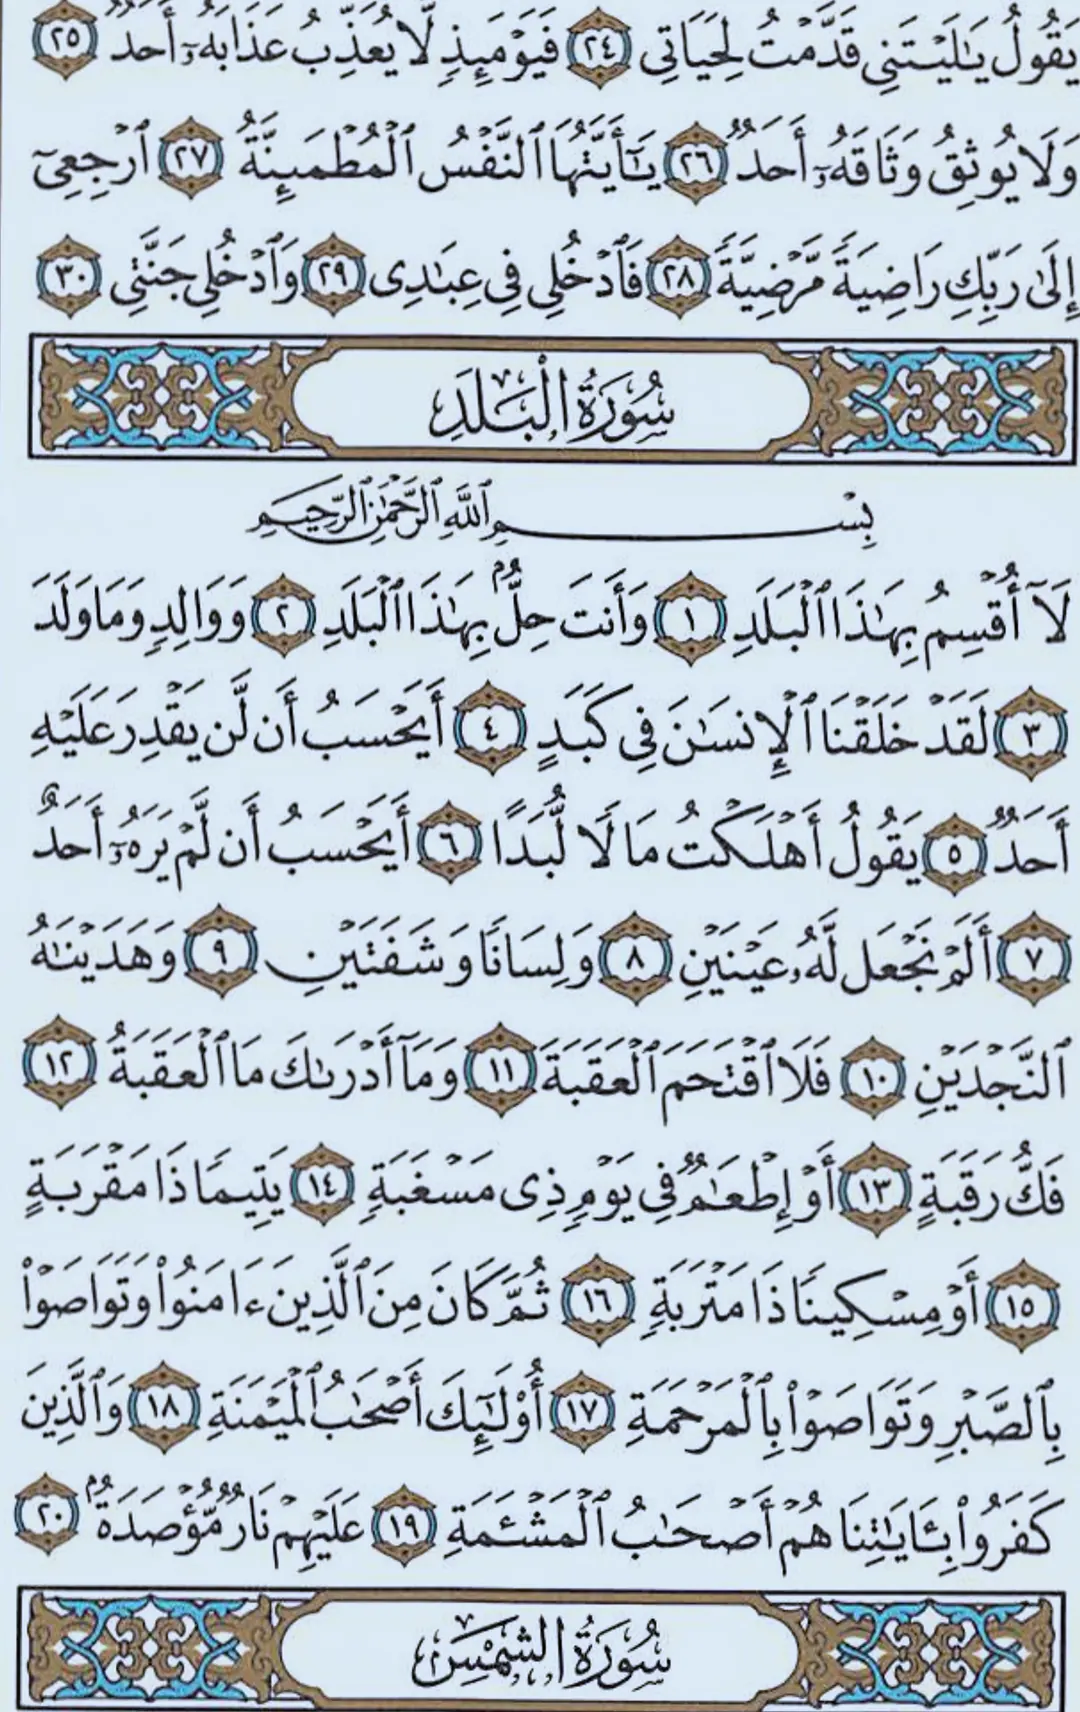 يَقُولُ يَـٰلَيۡتَنِي قَدَّمۡتُ لِحَيَاتِي ٢٤ فَيَوۡمَئِذٖ لَّا يُعَذِّبُ عَذَابَهُۥٓ أَحَدٞ ٢٥
وَلَا يُوثِقُ وَثَاقَهُۥٓ أَحَدٞ ٢٦ يَـٰٓأَيَّتُهَا ٱلنَّفۡسُ ٱلۡمُطۡمَئِنَّةُ ٢٧ ٱرۡجِعِيٓ
إِلَىٰ رَبِّكِ رَاضِيَةٗ مَّرۡضِيَّةٗ ٢٨ فَٱدۡخُلِي فِي عِبَٰدِي ٢٩ وَٱدۡخُلِي جَنَّتِي ٣٠
سُورَةُ الْبَلَدِ
بِسۡمِ ٱللَّهِ ٱلرَّحۡمَٰنِ ٱلرَّحِيمِ
لَآ أُقۡسِمُ بِهَٰذَا ٱلۡبَلَدِ ١ وَأَنتَ حِلُّۢ بِهَٰذَا ٱلۡبَلَدِ ٢ وَوَالِدٖ وَمَا وَلَدَ
٣ لَقَدۡ خَلَقۡنَا ٱلۡإِنسَٰنَ فِي كَبَدٍ ٤ أَيَحۡسَبُ أَن لَّن يَقۡدِرَ عَلَيۡهِ
أَحَدٞ ٥ يَقُولُ أَهۡلَكۡتُ مَالٗا لُّبَدًا ٦ أَيَحۡسَبُ أَن لَّمۡ يَرَهُۥٓ أَحَدٌ
٧ أَلَمۡ نَجۡعَل لَّهُۥ عَيۡنَيۡنِ ٨ وَلِسَانٗا وَشَفَتَيۡنِ ٩ وَهَدَيۡنَٰهُ
ٱلنَّجۡدَيۡنِ ١٠ فَلَا ٱقۡتَحَمَ ٱلۡعَقَبَةَ ١١ وَمَآ أَدۡرَىٰكَ مَا ٱلۡعَقَبَةُ ١٢
فَكُّ رَقَبَةٍ ١٣ أَوۡ إِطۡعَٰمٞ فِي يَوۡمٖ ذِي مَسۡغَبَةٖ ١٤ يَتِيمٗا ذَا مَقۡرَبَةٍ
١٥ أَوۡ مِسۡكِينٗا ذَا مَتۡرَبَةٖ ١٦ ثُمَّ كَانَ مِنَ ٱلَّذِينَ ءَامَنُواْ وَتَوَاصَوۡاْ
بِٱلصَّبۡرِ وَتَوَاصَوۡاْ بِٱلۡمَرۡحَمَةِ ١٧ أُوْلَـٰٓئِكَ أَصۡحَٰبُ ٱلۡمَيۡمَنَةِ ١٨ وَٱلَّذِينَ
كَفَرُواْ بِـَٔايَٰتِنَا هُمۡ أَصۡحَٰبُ ٱلۡمَشۡـَٔمَةِ ١٩ عَلَيۡهِمۡ نَارٞ مُّؤۡصَدَةُۢ ٢٠
سُورَةُ الشَّمْسِ